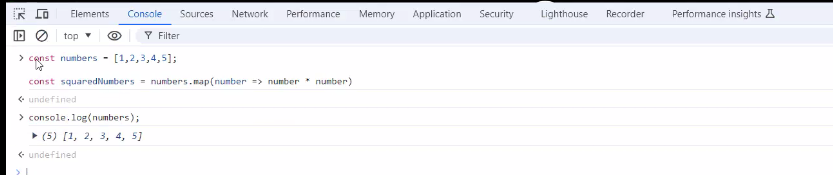 Elements Console Sources Network Performance Memory Application Security Lighthouse Recorder Performance insights
top ▼ Filter
> const numbers = [1,2,3,4,5];
const squaredNumbers = numbers.map(number => number * number)
<· undefined
> console.log(numbers);
▶ (5) [1, 2, 3, 4, 5]
<· undefined
>